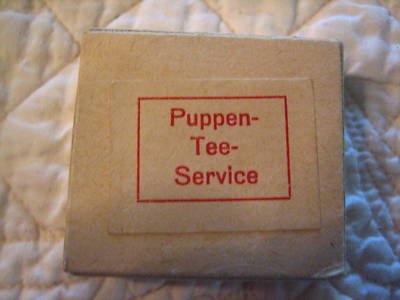 Puppen-
Tee-
Service